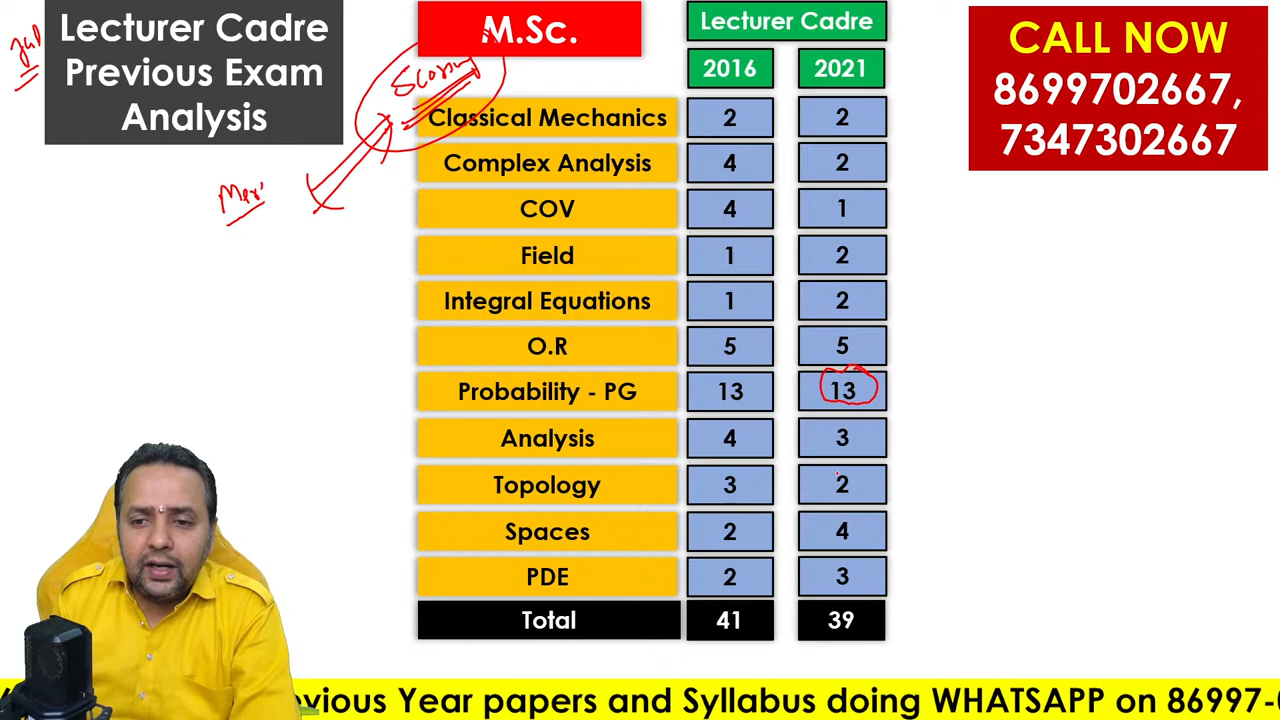 Lecturer Cadre
Previous Exam
Analysis
M.Sc.
Scoring
Lecturer Cadre
2016 2021
Classical Mechanics 2 2
Complex Analysis 4 2
COV 4 1
Field 1 2
Integral Equations 1 2
O.R 5 5
Probability - PG 13 13
Analysis 4 3
Topology 3 2
Spaces 2 4
PDE 2 3
Total 41 39
CALL NOW
8699702667,
7347302667
evious Year papers and Syllabus doing WHATSAPP on 86997-